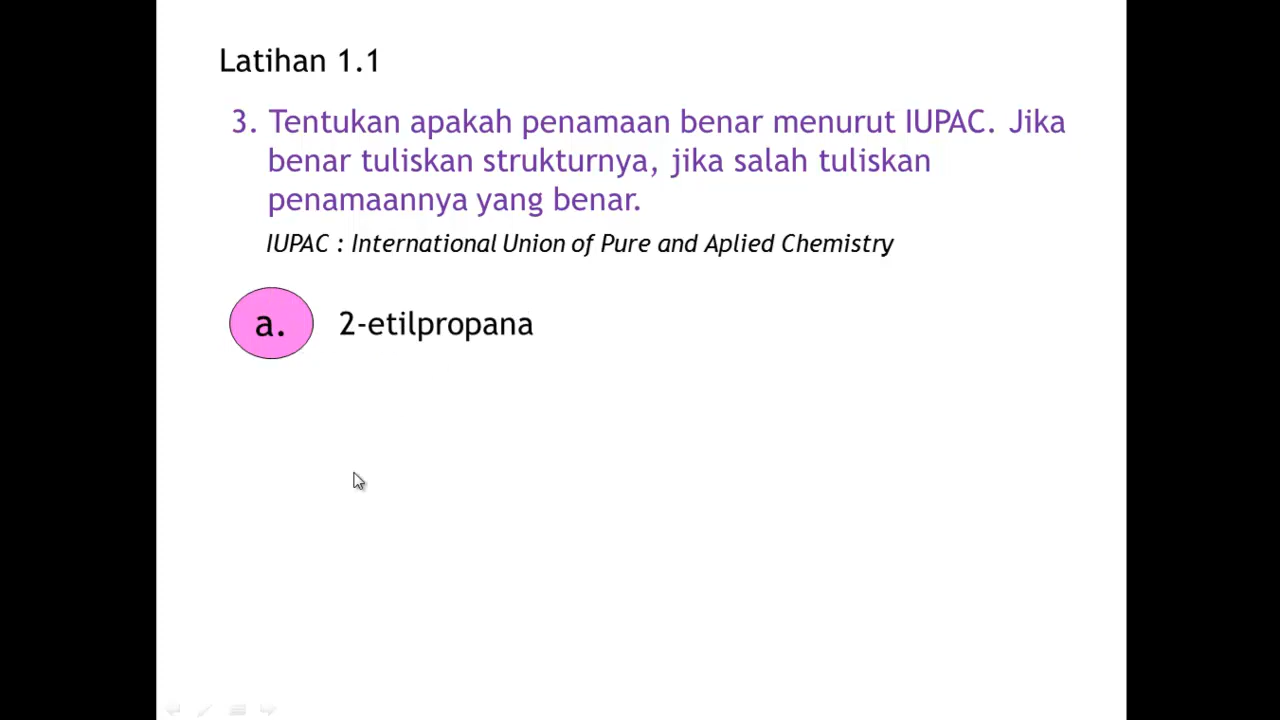 Latihan 1.1
3. Tentukan apakah penamaan benar menurut IUPAC. Jika
benar tuliskan strukturnya, jika salah tuliskan
penamaannya yang benar.
IUPAC : International Union of Pure and Aplied Chemistry
a. 2-etilpropana